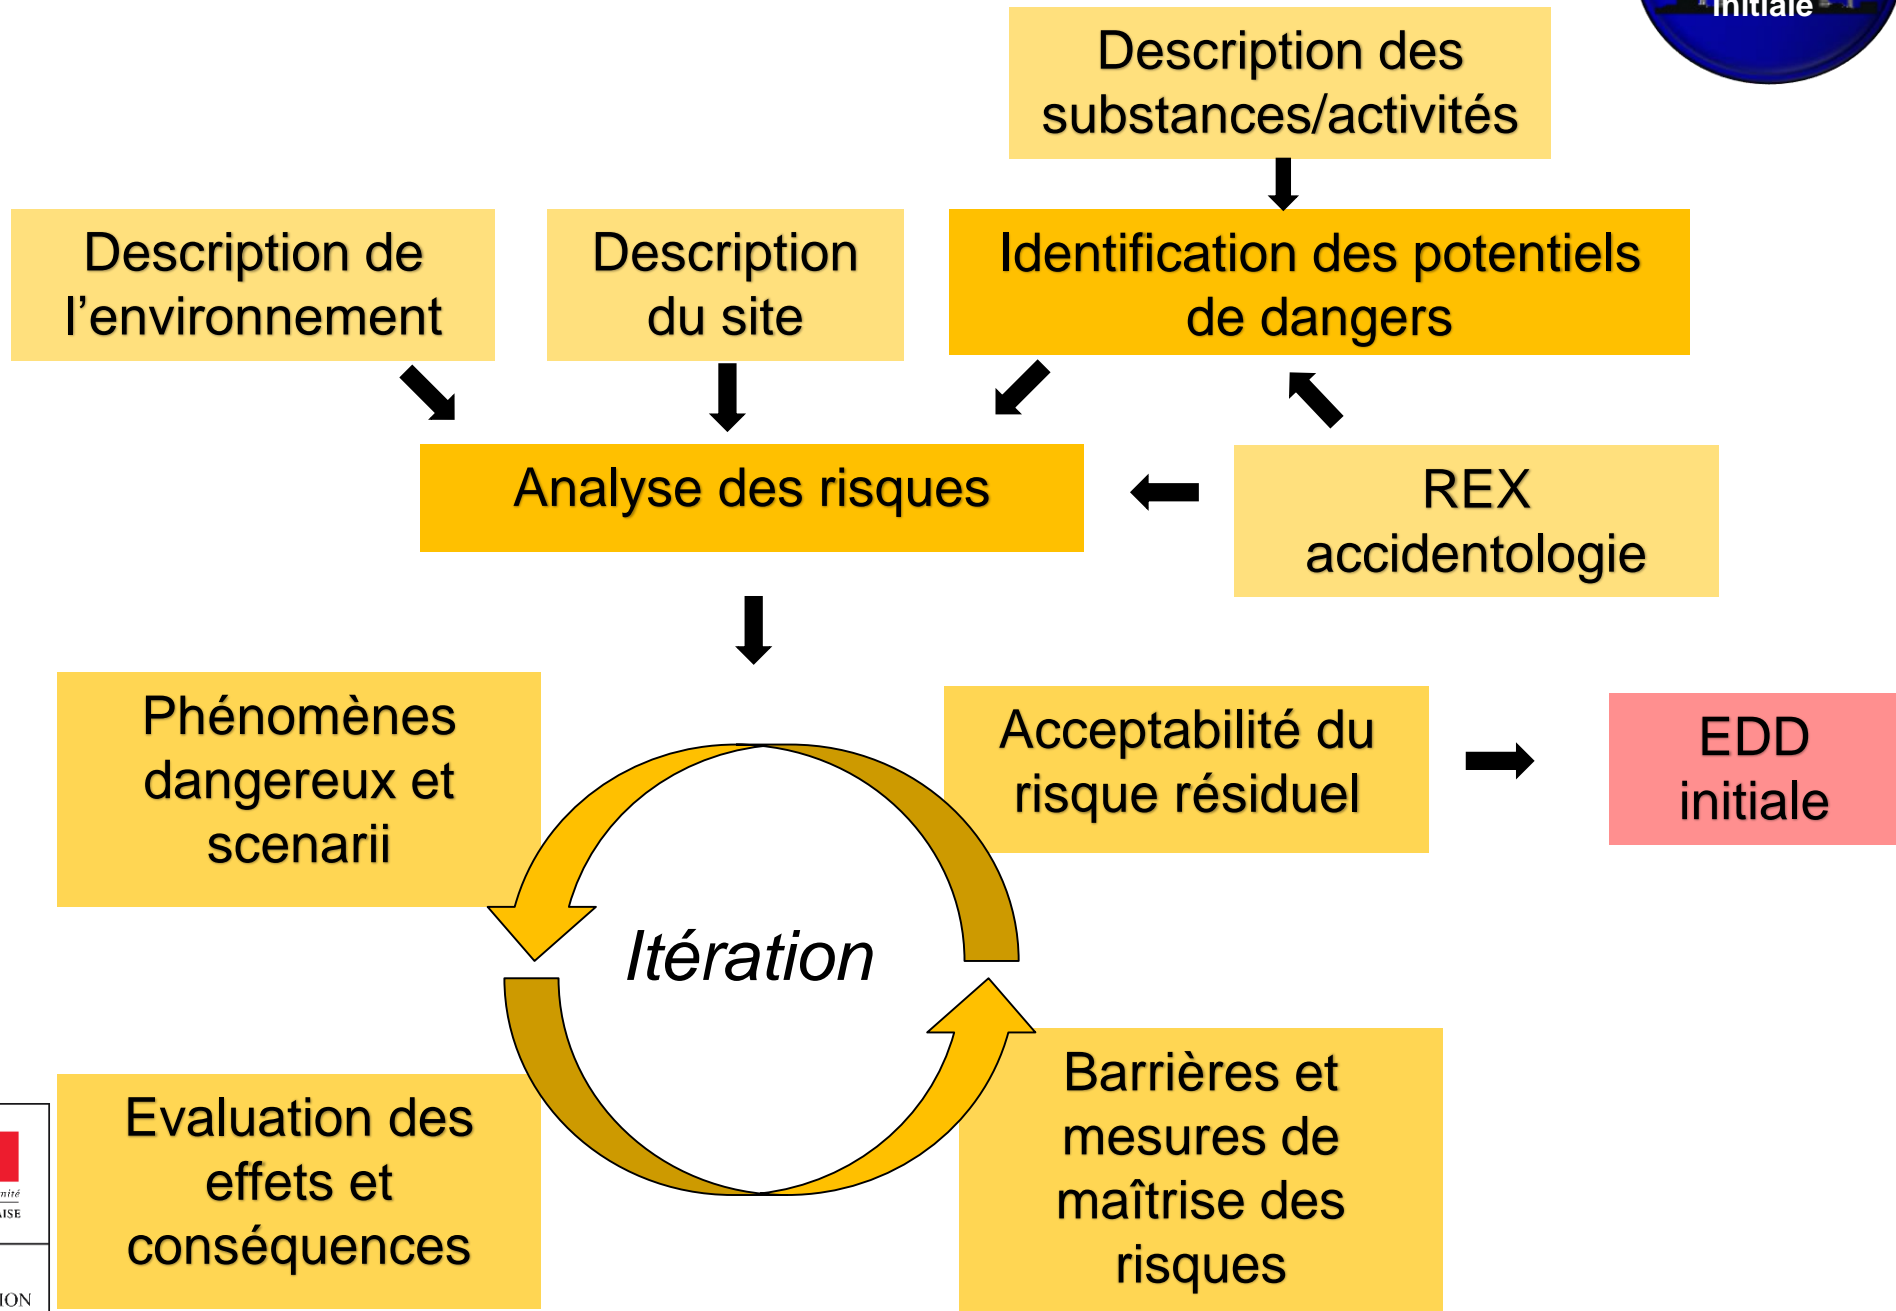 initiale
Description des
substances/activités
Description de
l’environnement
Description
du site
Identification des potentiels
de dangers
Analyse des risques
REX
accidentologie
Phénomènes
dangereux et
scenarii
Acceptabilité du
risque résiduel
EDD
initiale
Itération
Evaluation des
effets et
conséquences
Barrières et
mesures de
maîtrise des
risques